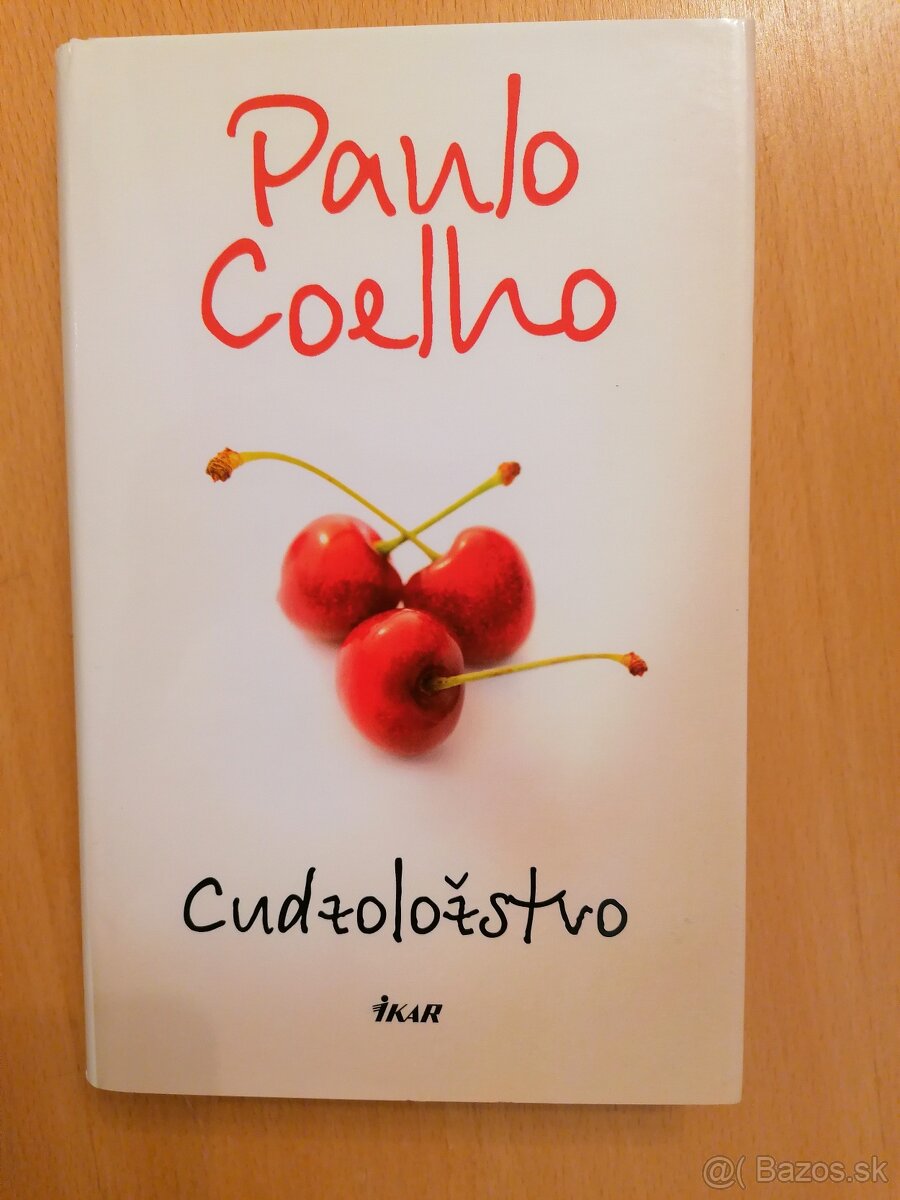 Paulo
Coelho
Cudzoložstvo
iKAR
@( Bazos.sk